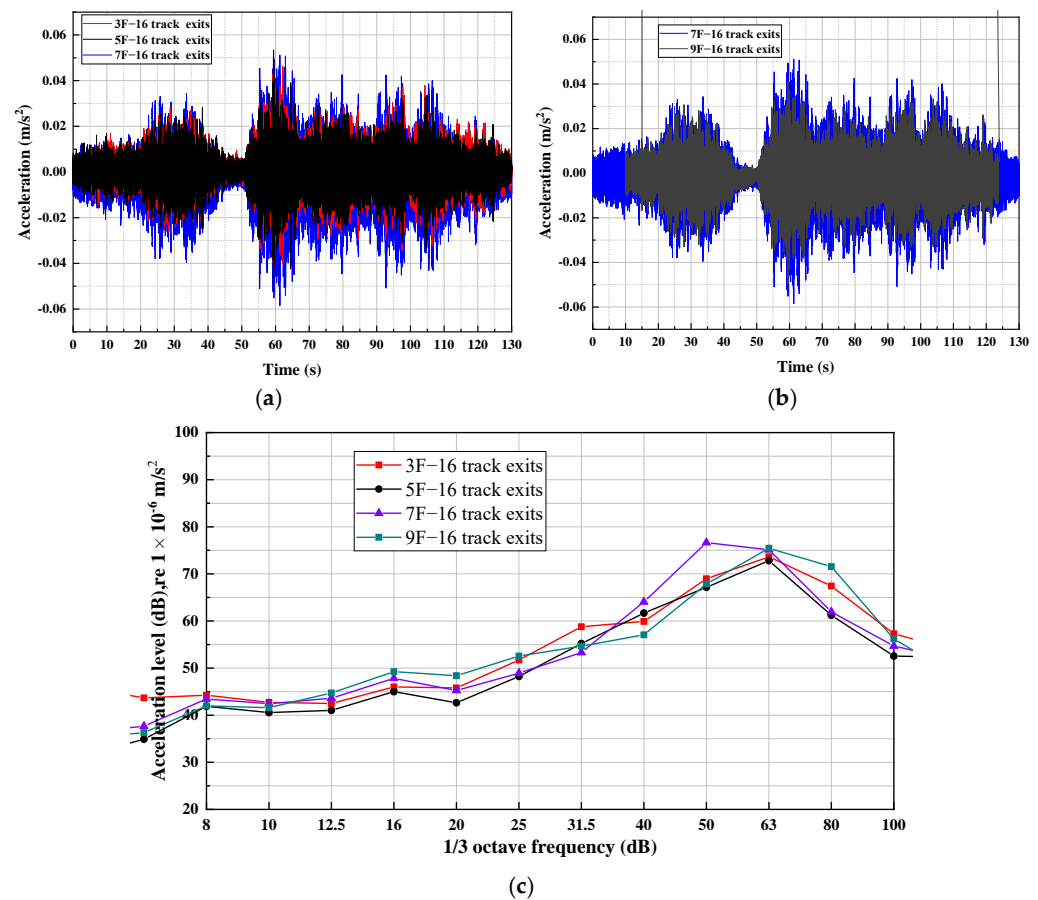 3F−16 track exits
5F−16 track exits
7F−16 track exits
0.06
0.04
0.02
0.00
-0.02
-0.04
-0.06
Acceleration (m/s²)
0 10 20 30 40 50 60 70 80 90 100 110 120 130
Time (s)
(a)
7F−16 track exits
9F−16 track exits
0.06
0.04
0.02
0.00
-0.02
-0.04
-0.06
Acceleration (m/s²)
0 10 20 30 40 50 60 70 80 90 100 110 120 130
Time (s)
(b)
3F−16 track exits
5F−16 track exits
7F−16 track exits
9F−16 track exits
100
90
80
70
60
50
40
30
20
Acceleration level (dB),re 1 × 10⁻⁶ m/s²
8 10 12.5 16 20 25 31.5 40 50 63 80 100
1/3 octave frequency (dB)
(c)